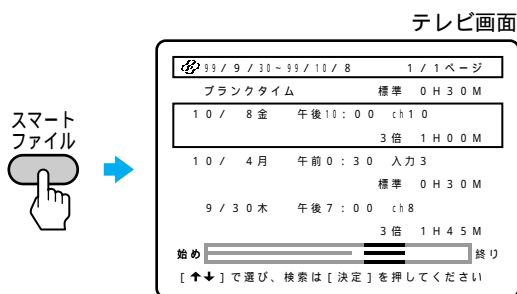 テレビ画面
99/9/30~99/10/8 1/1ページ
ブランクタイム 標準 0H30M
10/ 8金 午後10:00 ch10
3倍 1H00M
スマート
ファイル
10/ 4月 午前0:30 入力3
標準 0H30M
9/30木 午後7:00 ch8
3倍 1H45M
始め 終り
[↑↓]で選び、検索は[決定]を押してください